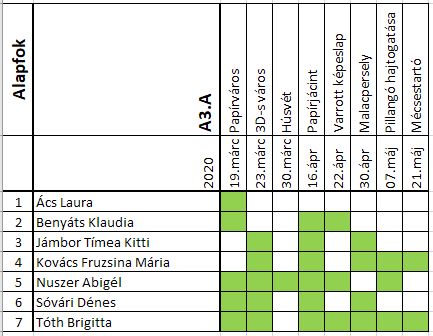 Alapfok
A3.A
2020
19.márc Papírváros
23.márc 3D-s város
30.márc Húsvét
16.ápr Papírjácint
22.ápr Varrott képeslap
30.ápr Malacpersely
07.máj Pillangó hajtogatása
21.máj Mécsestartó
1 Ács Laura
2 Benyáts Klaudia
3 Jámbor Tímea Kitti
4 Kovács Fruzsina Mária
5 Nuszer Abigél
6 Sóvári Dénes
7 Tóth Brigitta